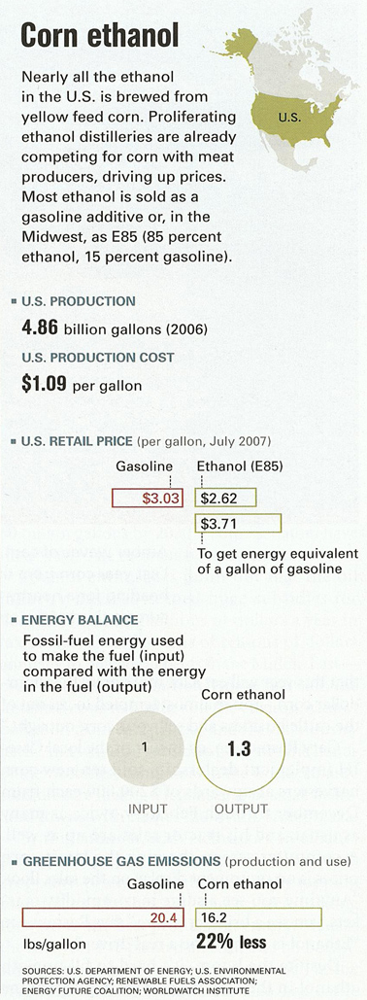 Corn ethanol
Nearly all the ethanol
in the U.S. is brewed from
yellow feed corn. Proliferating
ethanol distilleries are already
competing for corn with meat
producers, driving up prices.
Most ethanol is sold as a
gasoline additive or, in the
Midwest, as E85 (85 percent
ethanol, 15 percent gasoline).
U.S.
U.S. PRODUCTION
4.86 billion gallons (2006)
U.S. PRODUCTION COST
$1.09 per gallon
U.S. RETAIL PRICE (per gallon, July 2007)
Gasoline Ethanol (E85)
$3.03 $2.62
$3.71
To get energy equivalent
of a gallon of gasoline
ENERGY BALANCE
Fossil-fuel energy used
to make the fuel (input)
compared with the energy
in the fuel (output)
Corn ethanol
1 1.3
INPUT OUTPUT
GREENHOUSE GAS EMISSIONS (production and use)
Gasoline Corn ethanol
20.4 16.2
lbs/gallon 22% less
SOURCES: U.S. DEPARTMENT OF ENERGY; U.S. ENVIRONMENTAL
PROTECTION AGENCY; RENEWABLE FUELS ASSOCIATION;
ENERGY FUTURE COALITION; WORLDWATCH INSTITUTE